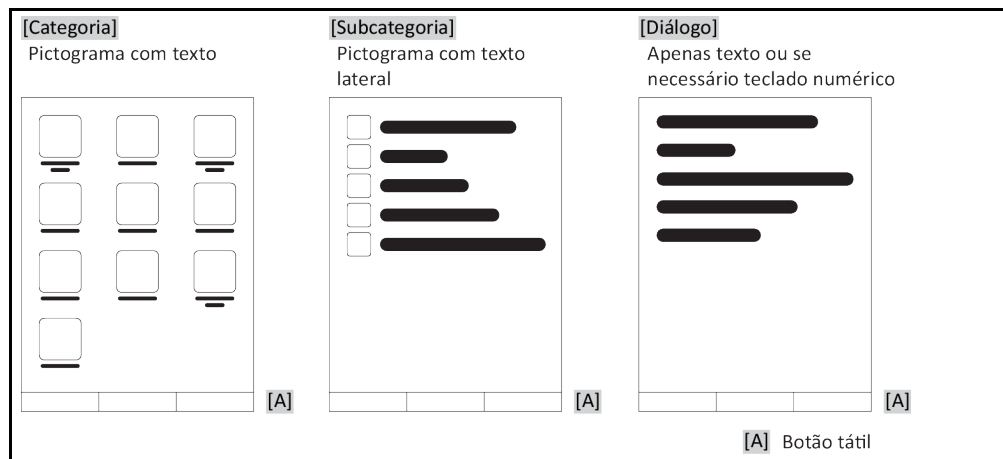 [Categoria]
Pictograma com texto
[Subcategoria]
Pictograma com texto
lateral
[Diálogo]
Apenas texto ou se
necessário teclado numérico
[A]
[A]
[A]
[A] Botão tátil